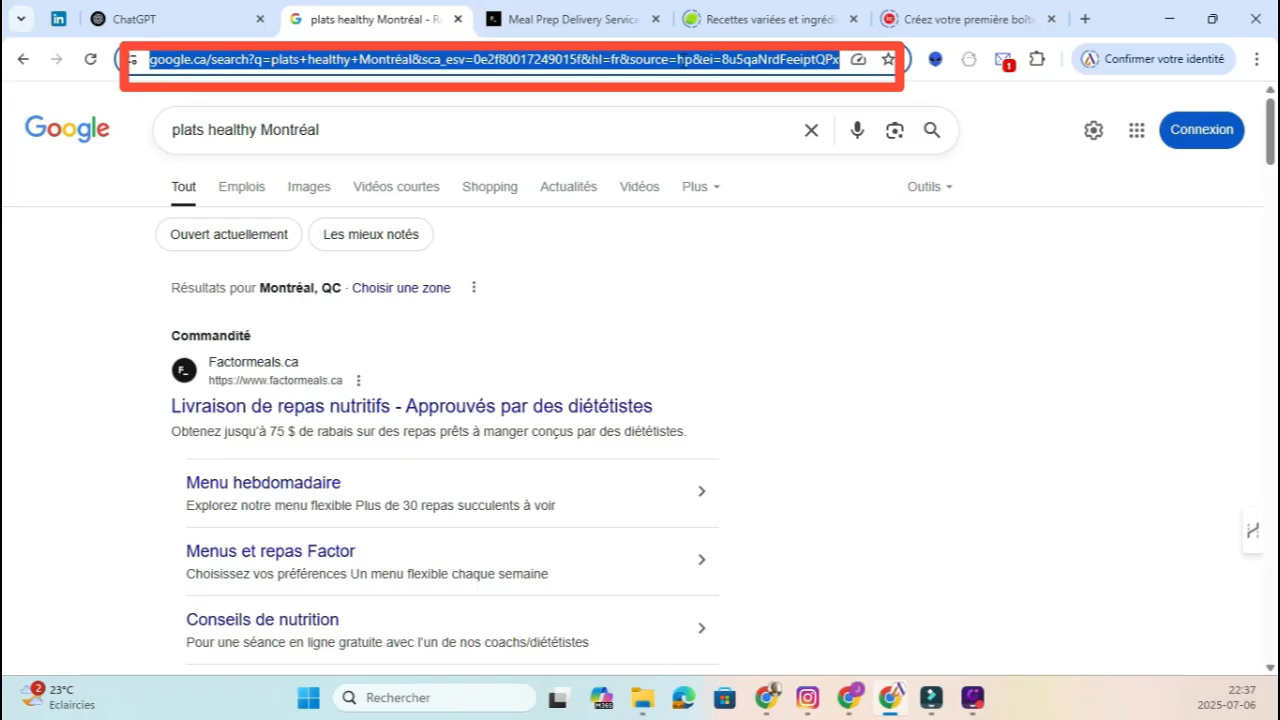 ChatGPT
plats healthy Montréal - Re
Meal Prep Delivery Service
Recettes variées et ingrédi
Créez votre première boît
google.ca/search?q=plats+healthy+Montréal&sca_esv=0e2f80017249015f&hl=fr&source=hp&ei=8u5qaNrdFeeiptQPx
1
Confirmer votre identité
Google
plats healthy Montréal
Connexion
Tout
Emplois
Images
Vidéos courtes
Shopping
Actualités
Vidéos
Plus
Outils
Ouvert actuellement
Les mieux notés
Résultats pour Montréal, QC · Choisir une zone
Commandité
Factormeals.ca
https://www.factormeals.ca
Livraison de repas nutritifs - Approuvés par des diététistes
Obtenez jusqu'à 75 $ de rabais sur des repas prêts à manger conçus par des diététistes.
Menu hebdomadaire
Explorez notre menu flexible Plus de 30 repas succulents à voir
Menus et repas Factor
Choisissez vos préférences Un menu flexible chaque semaine
Conseils de nutrition
Pour une séance en ligne gratuite avec l'un de nos coachs/diététistes
2
23°C
Eclaircies
Rechercher
M365
22:37
2025-07-06